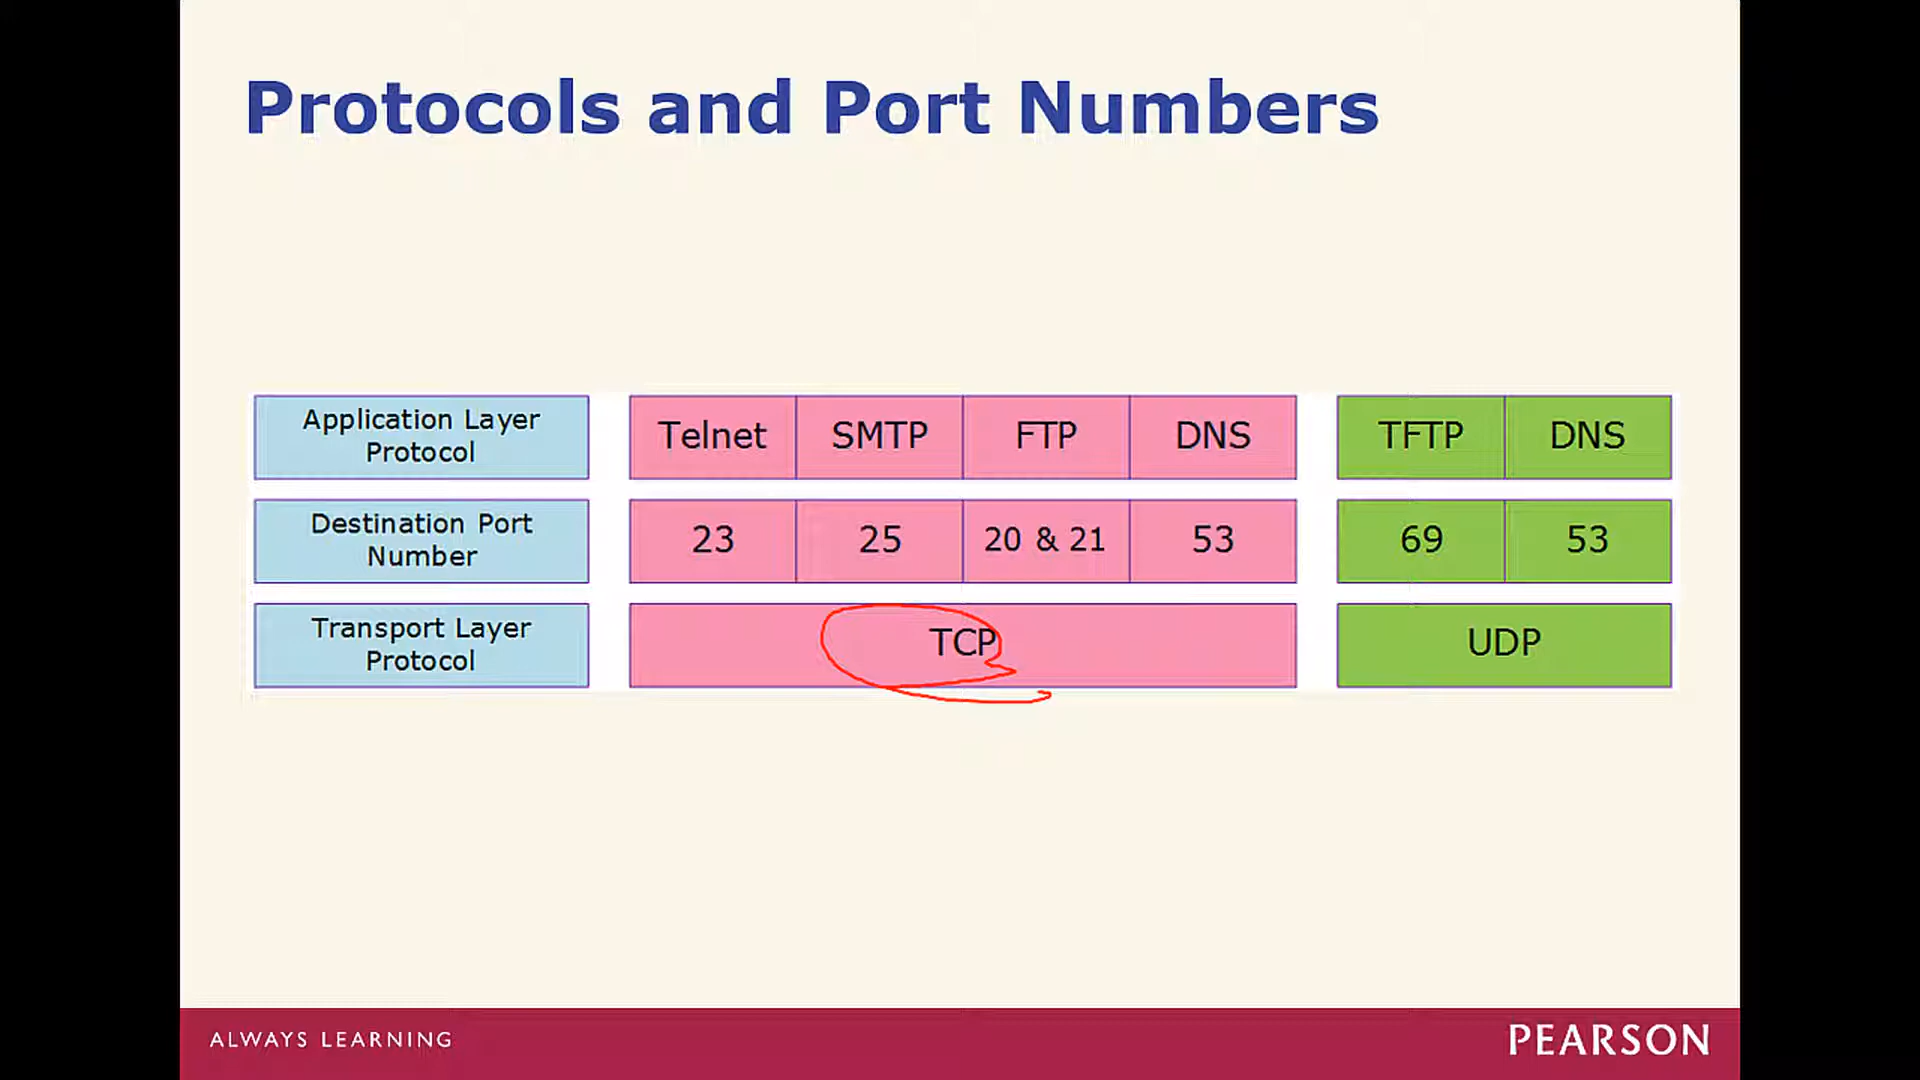 Protocols and Port Numbers
Application Layer
Protocol
Telnet SMTP FTP DNS TFTP DNS
Destination Port
Number
23 25 20 & 21 53 69 53
Transport Layer
Protocol
TCP UDP
ALWAYS LEARNING PEARSON